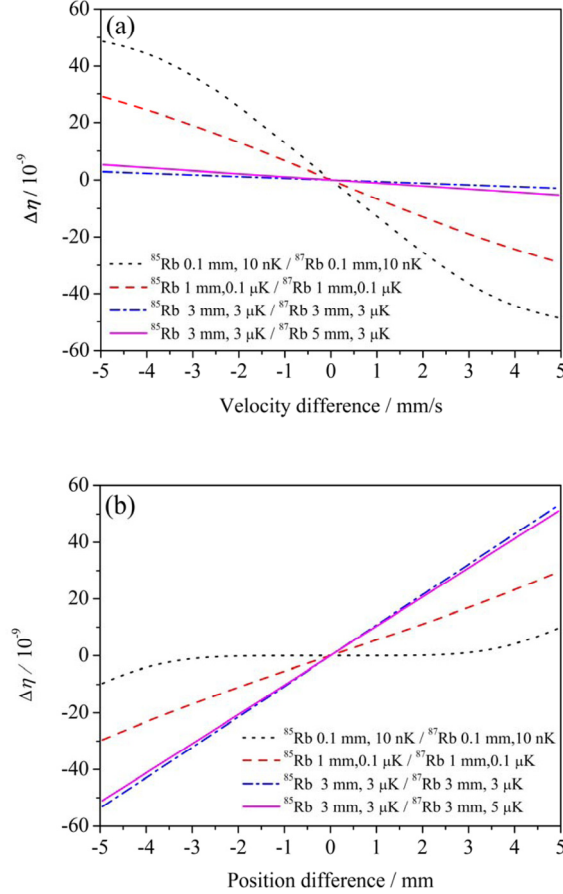 (a)
60
40
20
0
-20
-40
-60
Δη/ 10⁻⁹
⁸⁵Rb 0.1 mm, 10 nK / ⁸⁷Rb 0.1 mm,10 nK
⁸⁵Rb 1 mm,0.1 μK / ⁸⁷Rb 1 mm,0.1 μK
⁸⁵Rb 3 mm, 3 μK / ⁸⁷Rb 3 mm, 3 μK
⁸⁵Rb 3 mm, 3 μK / ⁸⁷Rb 5 mm, 3 μK
-5 -4 -3 -2 -1 0 1 2 3 4 5
Velocity difference / mm/s
(b)
60
40
20
0
-20
-40
-60
Δη / 10⁻⁹
⁸⁵Rb 0.1 mm, 10 nK / ⁸⁷Rb 0.1 mm,10 nK
⁸⁵Rb 1 mm,0.1 μK / ⁸⁷Rb 1 mm,0.1 μK
⁸⁵Rb 3 mm, 3 μK / ⁸⁷Rb 3 mm, 3 μK
⁸⁵Rb 3 mm, 3 μK / ⁸⁷Rb 3 mm, 5 μK
-5 -4 -3 -2 -1 0 1 2 3 4 5
Position difference / mm